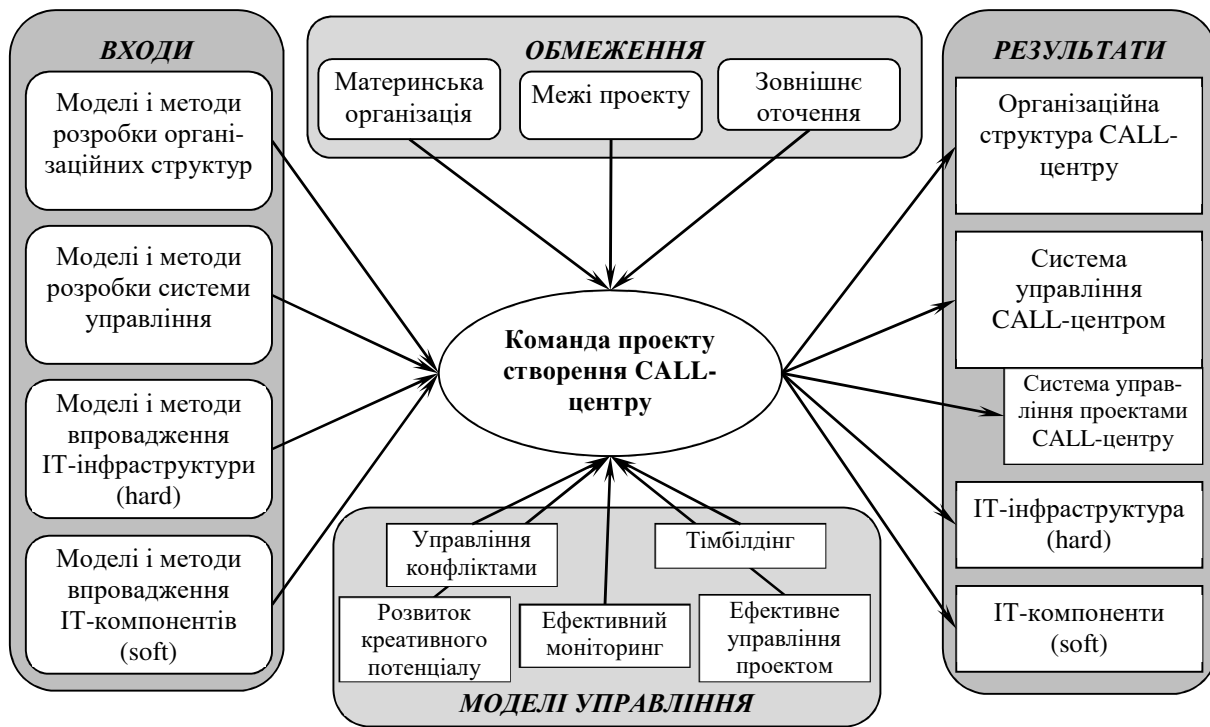 ВХОДИ
Моделі і методи
розробки органі-
заційних структур
Моделі і методи
розробки системи
управління
Моделі і методи
впровадження
ІТ-інфраструктури
(hard)
Моделі і методи
впровадження
ІТ-компонентів
(soft)
ОБМЕЖЕННЯ
Материнська
організація
Межі проекту
Зовнішнє
оточення
Команда проекту
створення CALL-
центру
Управління
конфліктами
Тімбілдінг
Розвиток
креативного
потенціалу
Ефективний
моніторинг
Ефективне
управління
проектом
МОДЕЛІ УПРАВЛІННЯ
РЕЗУЛЬТАТИ
Організаційна
структура CALL-
центру
Система
управління
CALL-центром
Система управ-
ління проектами
CALL-центру
ІТ-інфраструктура
(hard)
ІТ-компоненти
(soft)